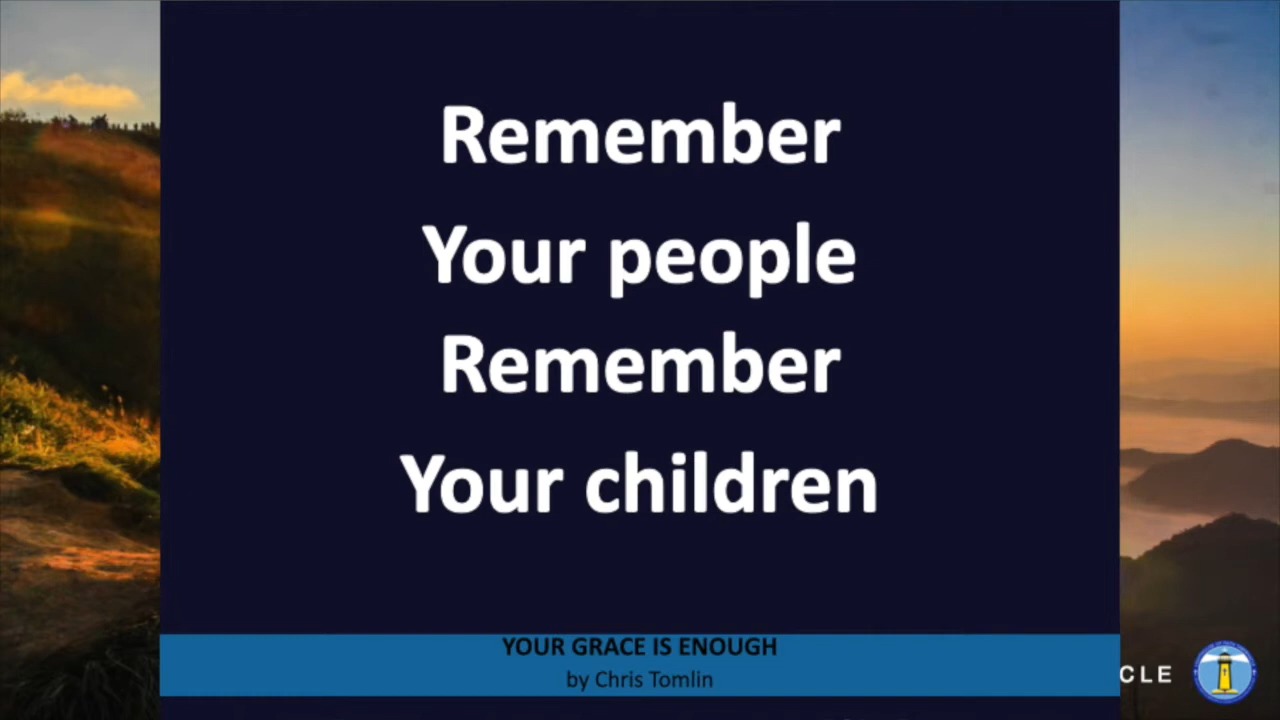 Remember
Your people
Remember
Your children
YOUR GRACE IS ENOUGH
by Chris Tomlin
CLE